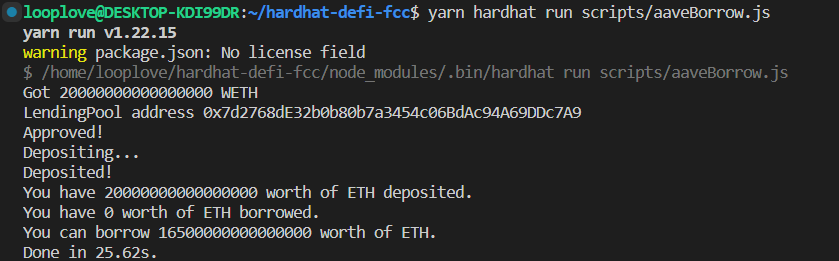 looplove@DESKTOP-KDI99DR:~/hardhat-defi-fcc$ yarn hardhat run scripts/aaveBorrow.js
yarn run v1.22.15
warning package.json: No license field
$ /home/looplove/hardhat-defi-fcc/node_modules/.bin/hardhat run scripts/aaveBorrow.js
Got 20000000000000000 WETH
LendingPool address 0x7d2768dE32b0b80b7a3454c06BdAc94A69DDc7A9
Approved!
Depositing...
Deposited!
You have 20000000000000000 worth of ETH deposited.
You have 0 worth of ETH borrowed.
You can borrow 16500000000000000 worth of ETH.
Done in 25.62s.